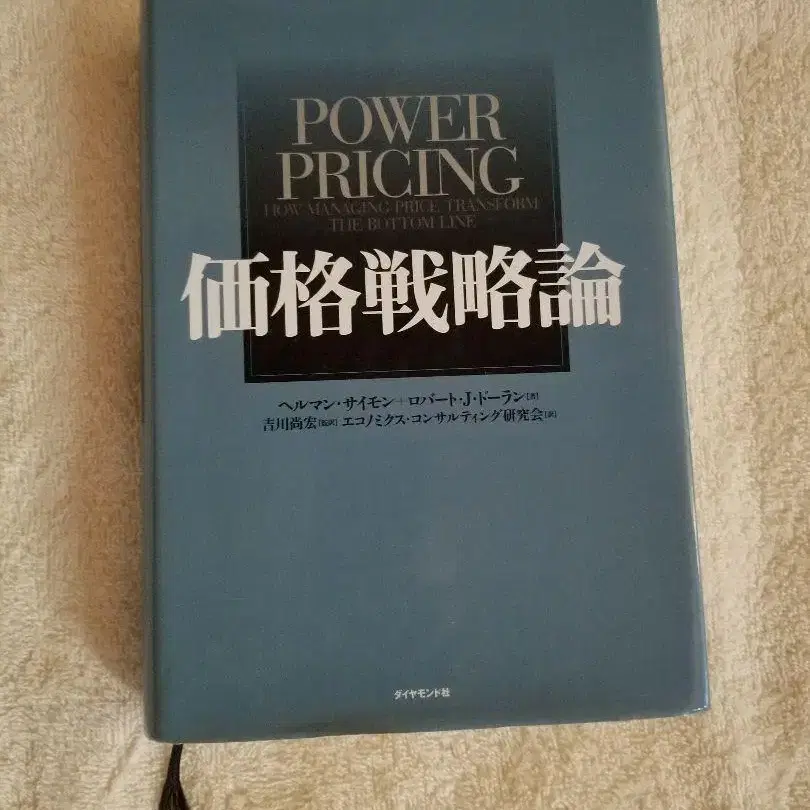 POWER
PRICING
HOW MANAGING PRICE TRANSFORM
THE BOTTOM LINE
価格戦略論
ヘルマン・サイモン+ロバート・J・ドーラン[著]
吉川尚宏[監訳] エコノミクス・コンサルティング研究会[訳]
ダイヤモンド社